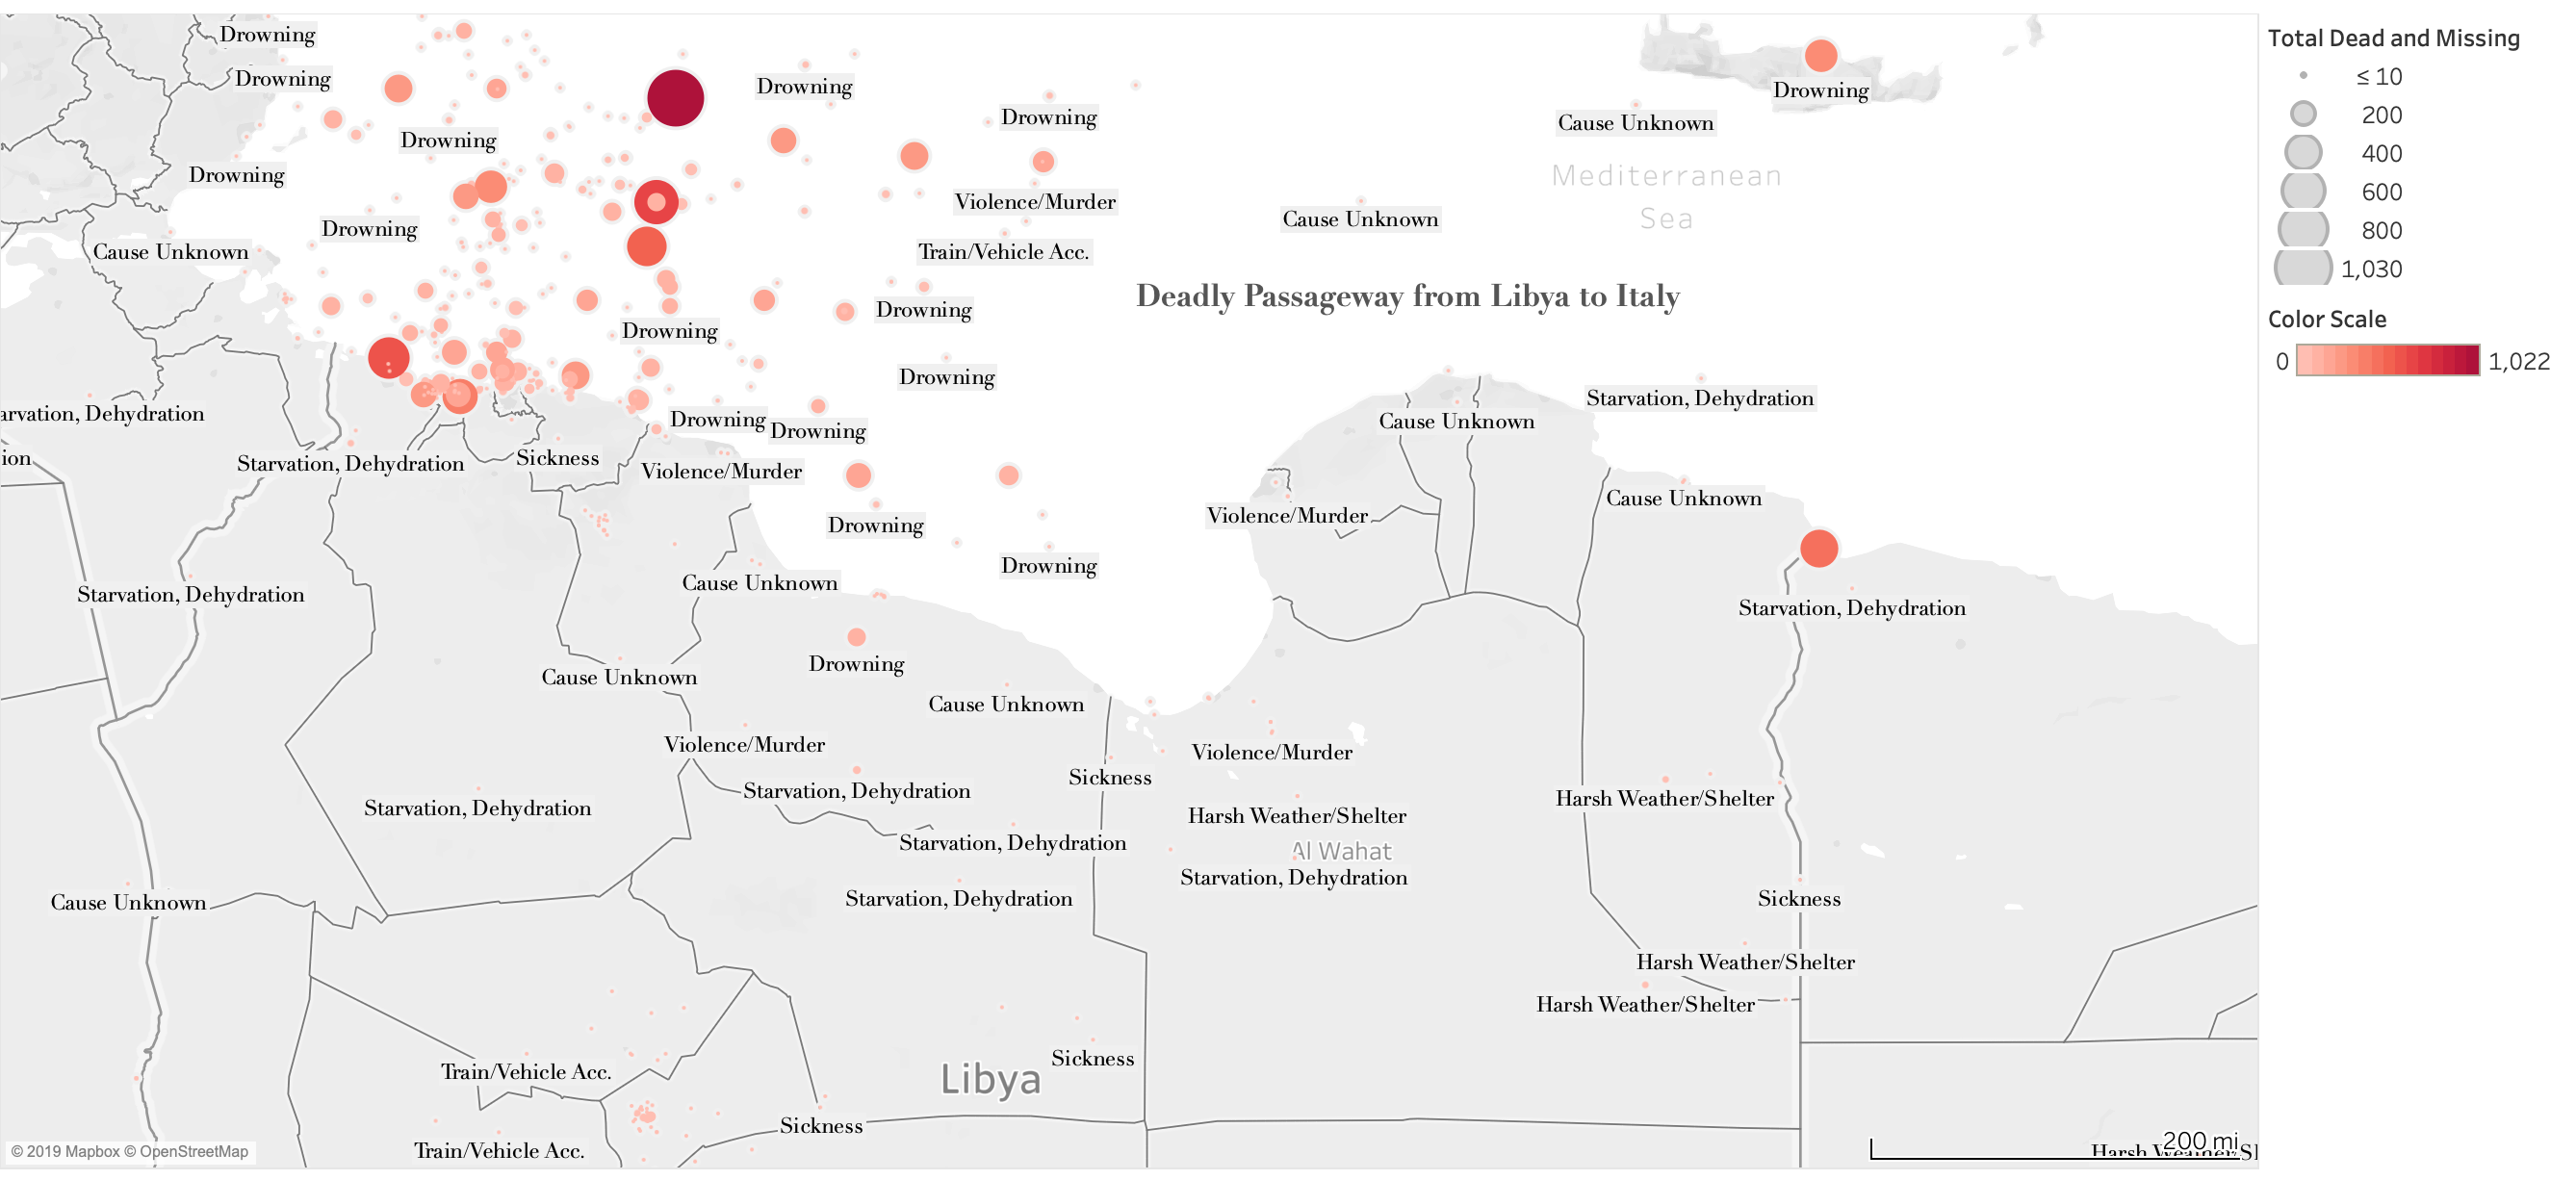 Drowning
Drowning
Drowning
Drowning
Drowning
Cause Unknown
Drowning
Drowning
Drowning
Violence/Murder
Mediterranean
Sea
Cause Unknown
Drowning
Cause Unknown
Train/Vehicle Acc.
Deadly Passageway from Libya to Italy
Drowning
Drowning
Drowning
Starvation, Dehydration
Cause Unknown
arvation, Dehydration
Drowning
Drowning
ion
Starvation, Dehydration
Sickness
Violence/Murder
Cause Unknown
Violence/Murder
Drowning
Drowning
Cause Unknown
Starvation, Dehydration
Starvation, Dehydration
Drowning
Cause Unknown
Cause Unknown
Violence/Murder
Violence/Murder
Sickness
Starvation, Dehydration
Harsh Weather/Shelter
Starvation, Dehydration
Harsh Weather/Shelter
Starvation, Dehydration
Al Wahat
Starvation, Dehydration
Starvation, Dehydration
Sickness
Cause Unknown
Harsh Weather/Shelter
Harsh Weather/Shelter
Sickness
Train/Vehicle Acc.
Libya
Sickness
Train/Vehicle Acc.
200 mi
© 2019 Mapbox © OpenStreetMap
Total Dead and Missing
≤ 10
200
400
600
800
1,030
Color Scale
0 1,022